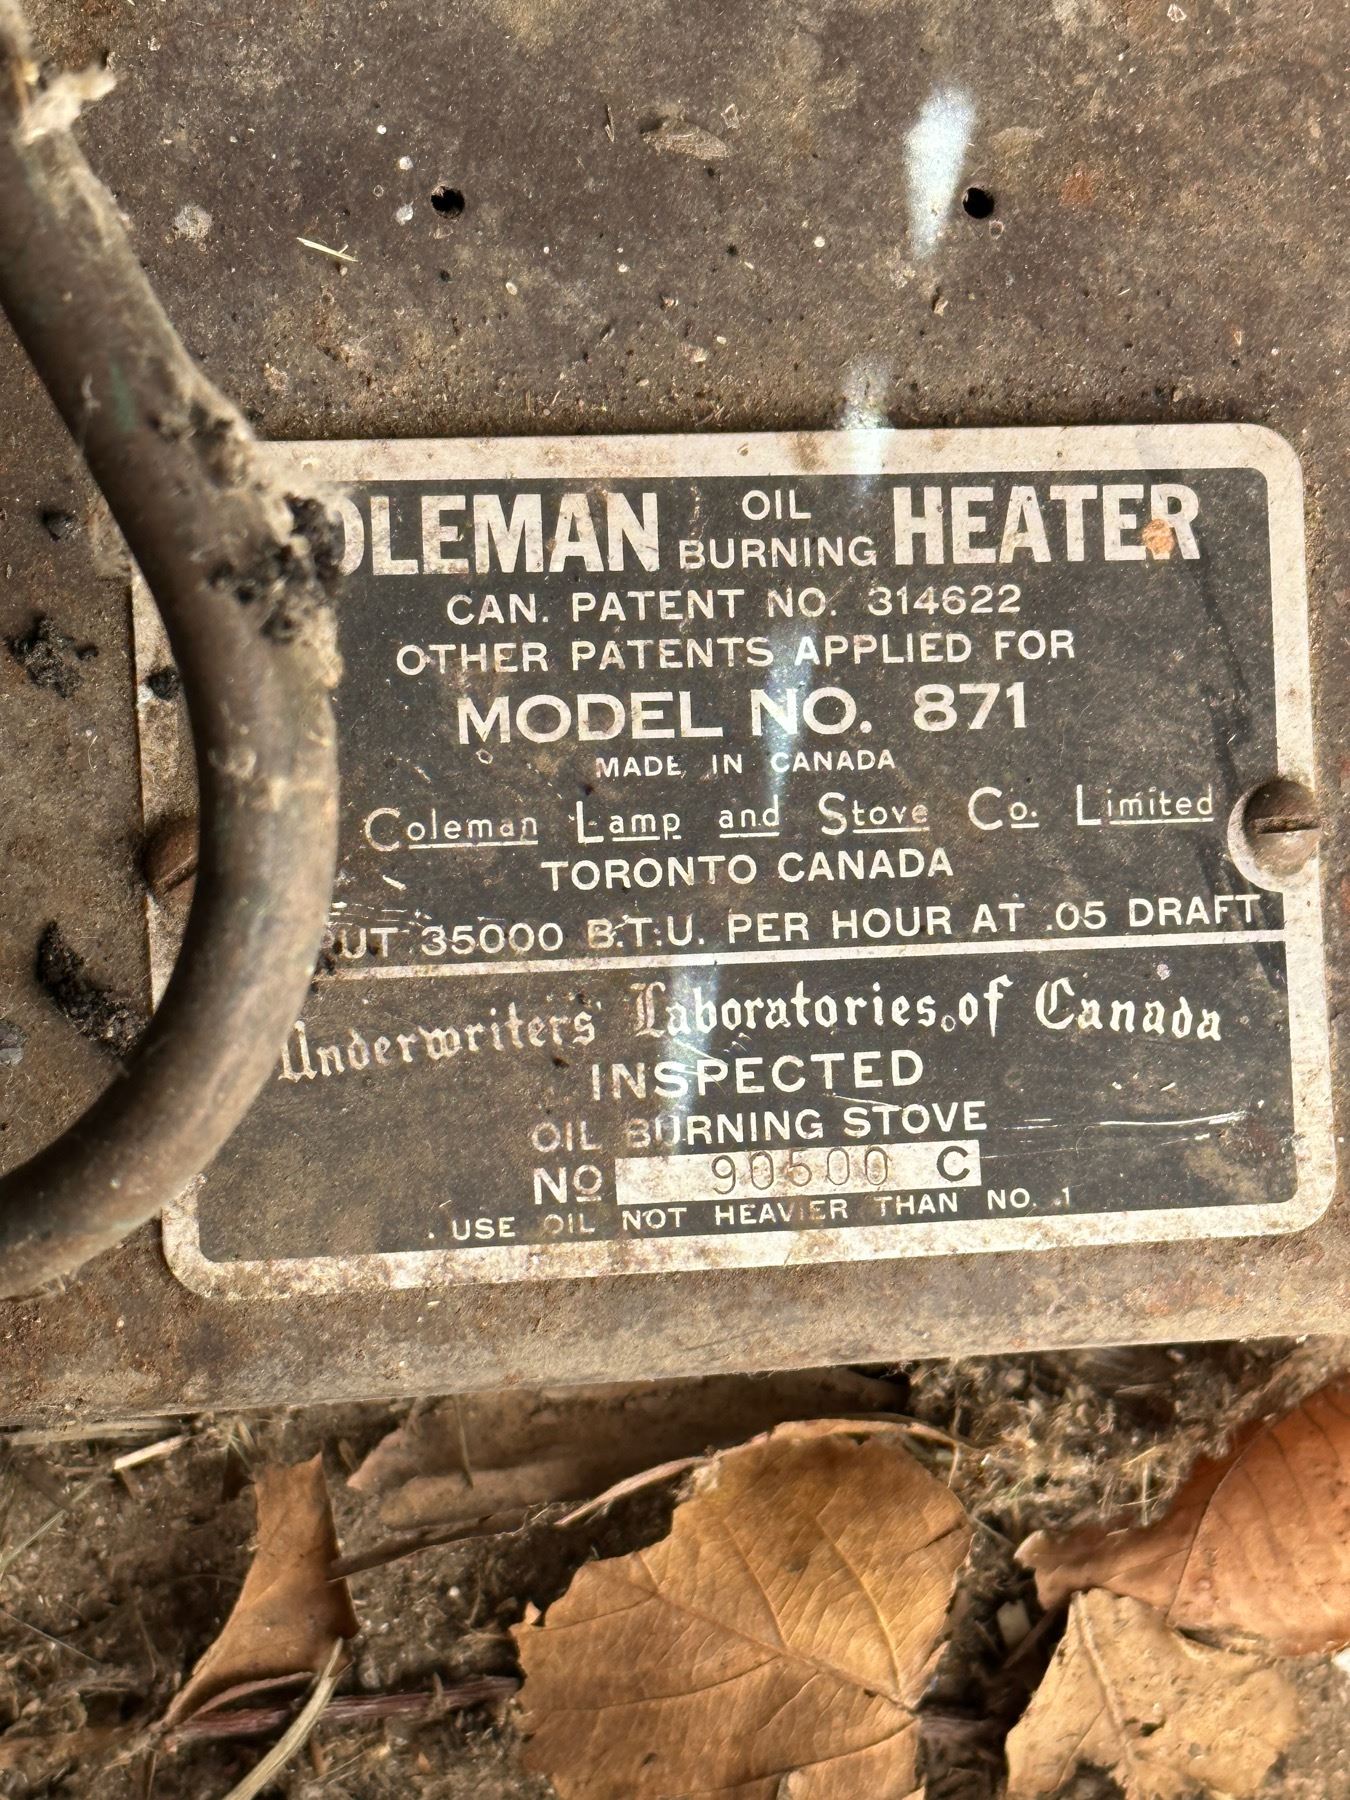 OLEMAN OIL BURNING HEATER
CAN. PATENT NO. 314622
OTHER PATENTS APPLIED FOR
MODEL NO. 871
MADE IN CANADA
Coleman Lamp and Stove Co. Limited
TORONTO CANADA
UT 35000 B.T.U. PER HOUR AT .05 DRAFT
Underwriters' Laboratories, of Canada
INSPECTED
OIL BURNING STOVE
NO 90500 C
USE OIL NOT HEAVIER THAN NO. 1